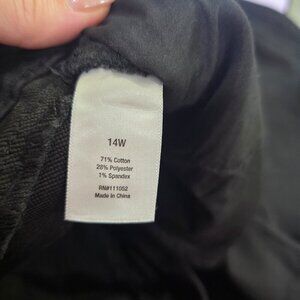 14W
71% Cotton
28% Polyester
1% Spandex
RN#111052
Made in China